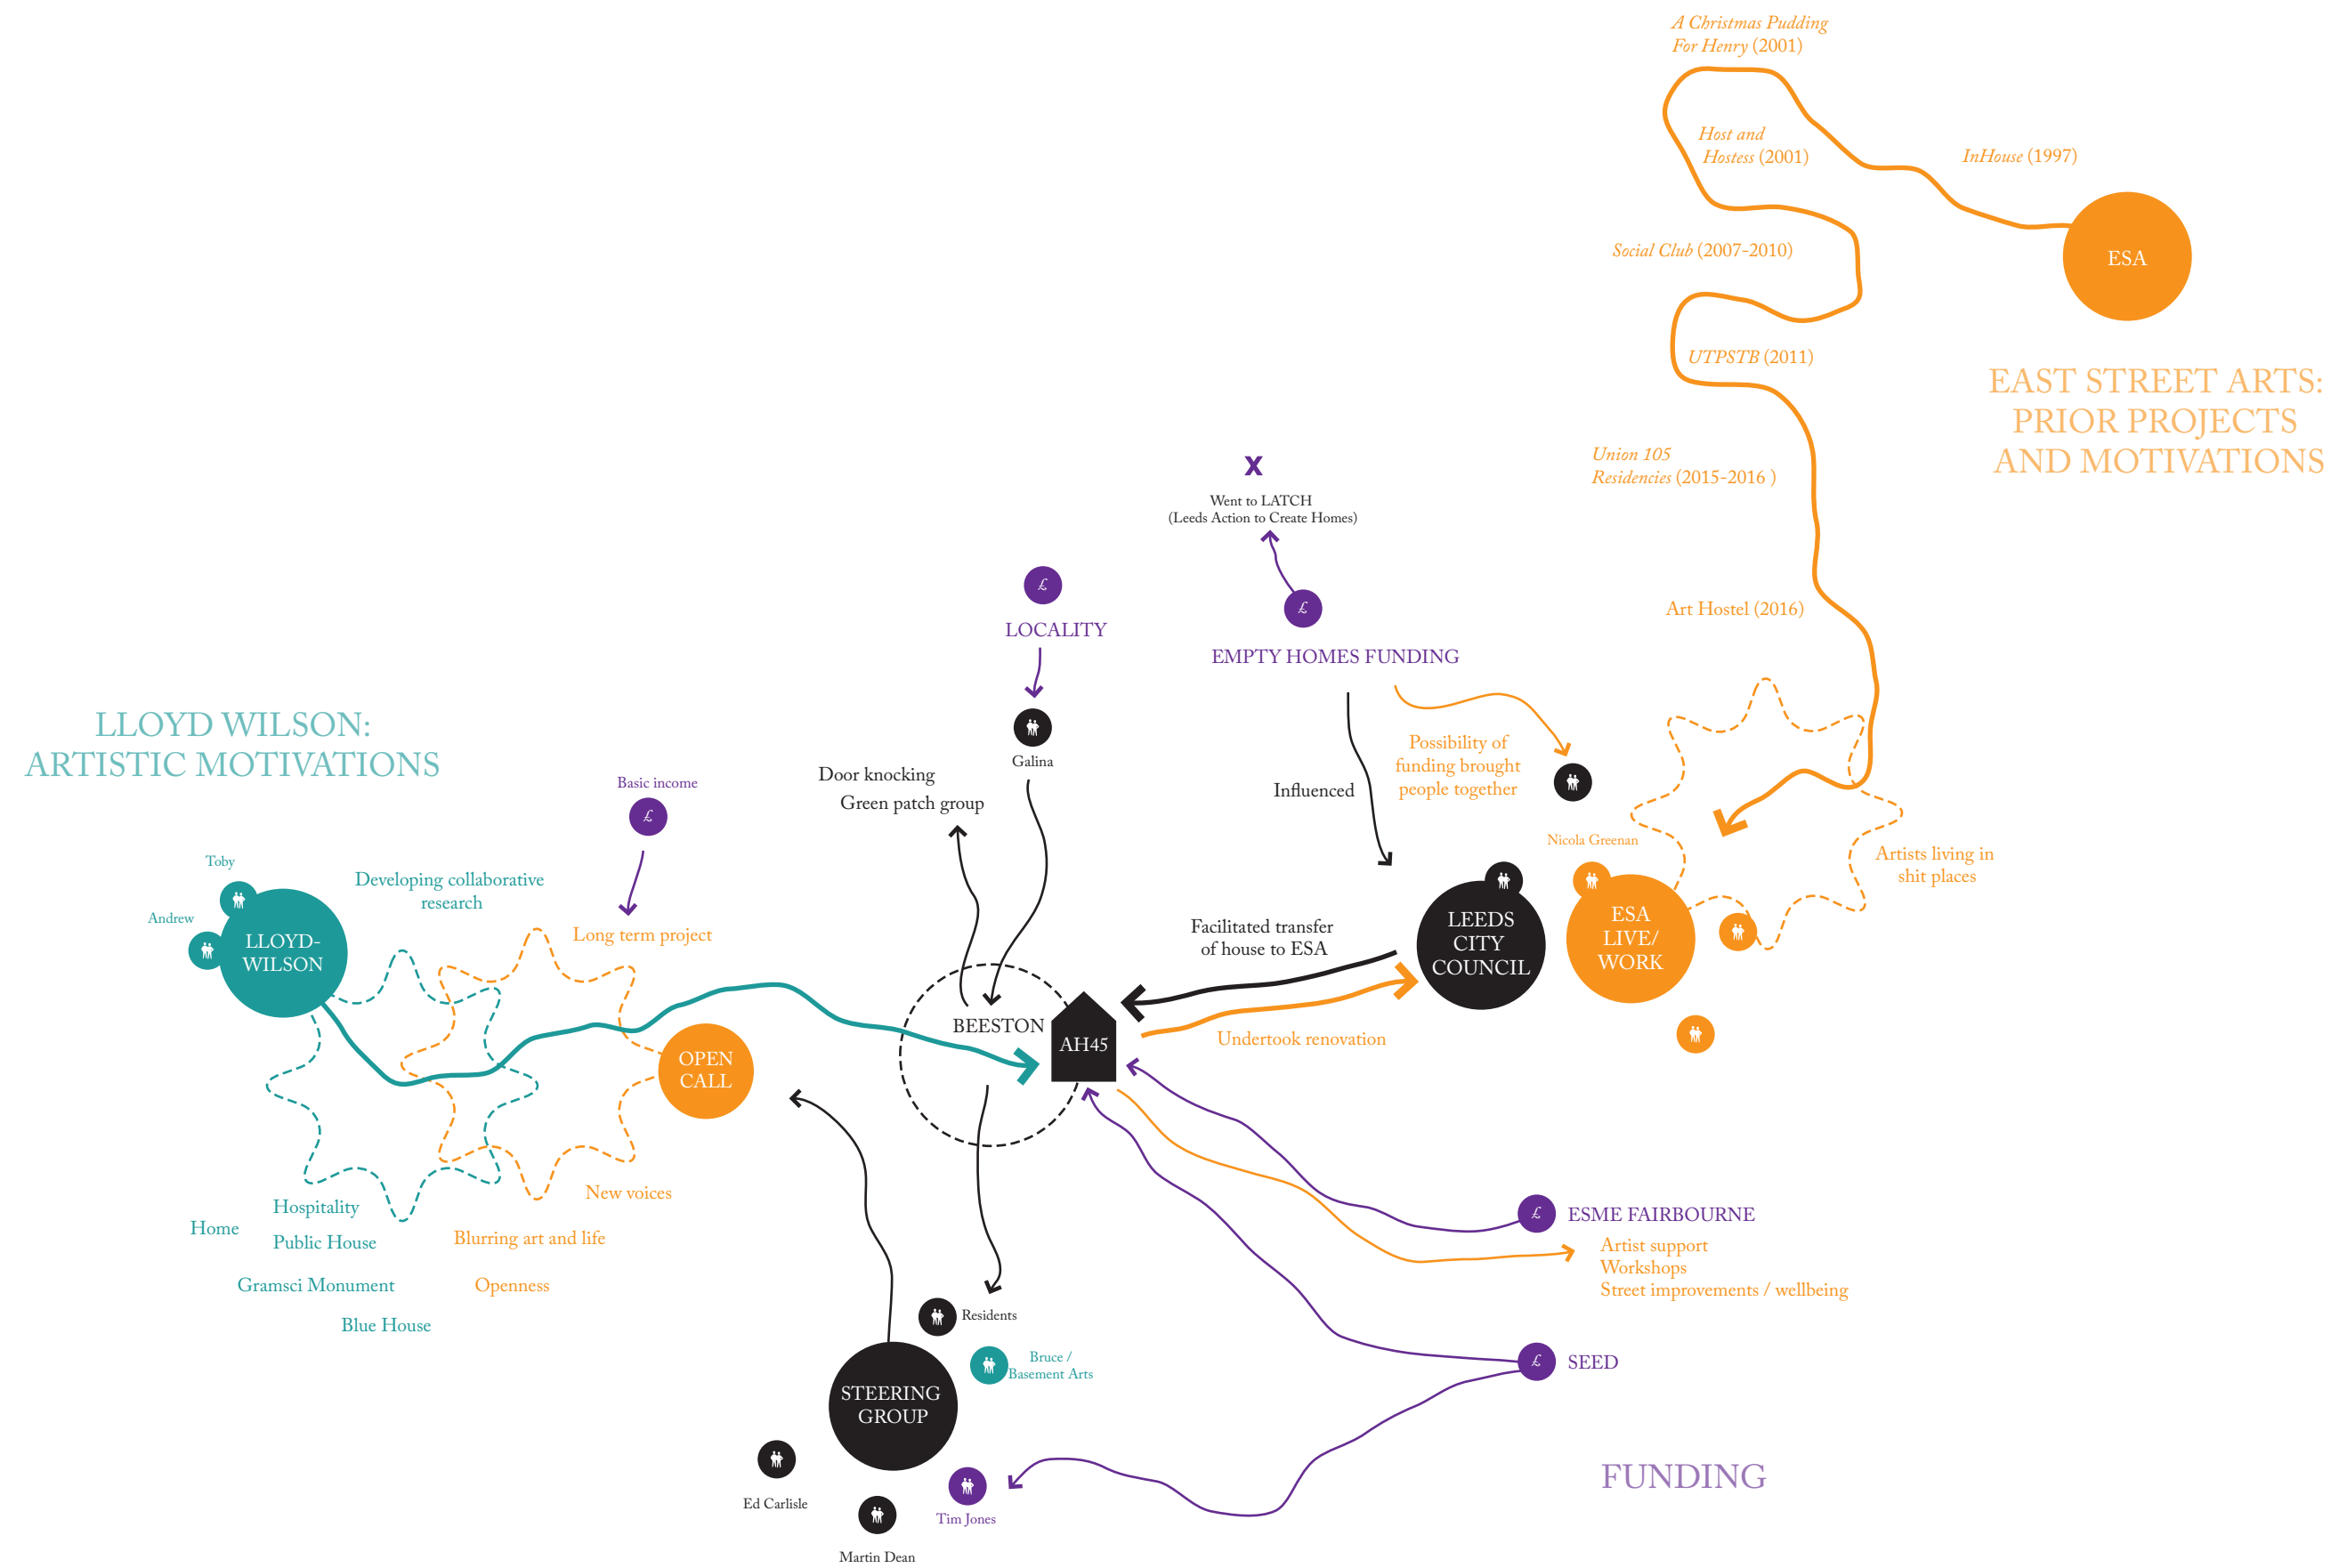 A Christmas Pudding
For Henry (2001)
Host and
Hostess (2001)
InHouse (1997)
Social Club (2007-2010)
ESA
UTPSTB (2011)
EAST STREET ARTS:
PRIOR PROJECTS
AND MOTIVATIONS
Union 105
Residencies (2015-2016 )
X
Went to LATCH
(Leeds Action to Create Homes)
£
LOCALITY
£
EMPTY HOMES FUNDING
Art Hostel (2016)
LLOYD WILSON:
ARTISTIC MOTIVATIONS
Galina
Door knocking
Green patch group
Influenced
Possibility of
funding brought
people together
Basic income
£
Nicola Greenan
Artists living in
shit places
Toby
Andrew
Developing collaborative
research
Long term project
LLOYD-
WILSON
Facilitated transfer
of house to ESA
LEEDS
CITY
COUNCIL
ESA
LIVE/
WORK
BEESTON
AH45
Undertook renovation
OPEN
CALL
New voices
Hospitality
Home
Public House
Blurring art and life
Gramsci Monument
Openness
Blue House
£
ESME FAIRBOURNE
Artist support
Workshops
Street improvements / wellbeing
Residents
Bruce /
Basement Arts
£
SEED
STEERING
GROUP
Ed Carlisle
Martin Dean
Tim Jones
FUNDING